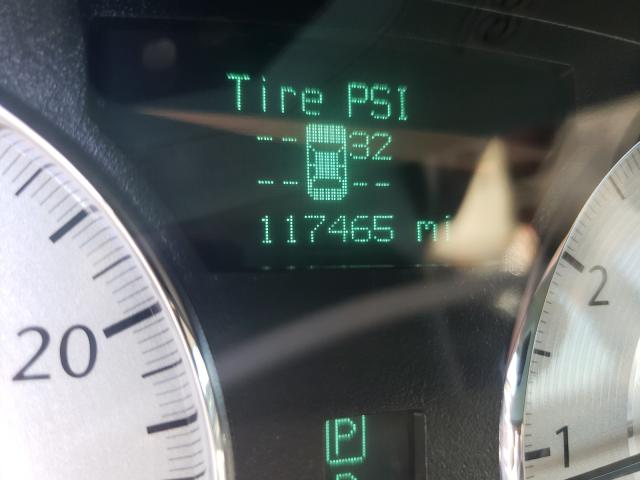 Tire PSI
-- 32
-- --
117465 mi
20
2
1
P